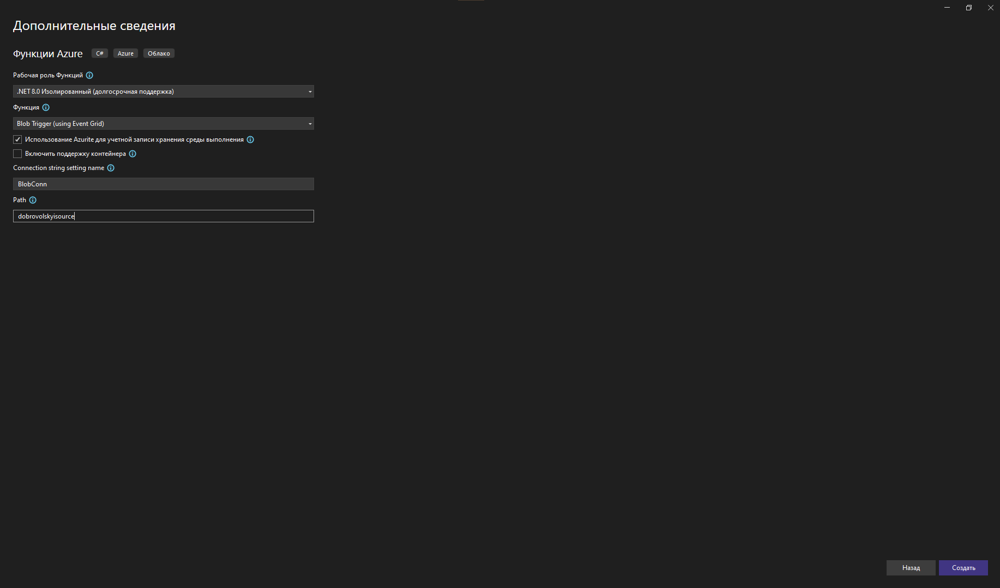 Дополнительные сведения
Функции Azure C# Azure Облако
Рабочая роль Функций
.NET 8.0 Изолированный (долгосрочная поддержка)
Функция
Blob Trigger (using Event Grid)
Использование Azurite для учетной записи хранения среды выполнения
Включить поддержку контейнера
Connection string setting name
BlobConn
Path
dobrovolskyisource
Назад Создать